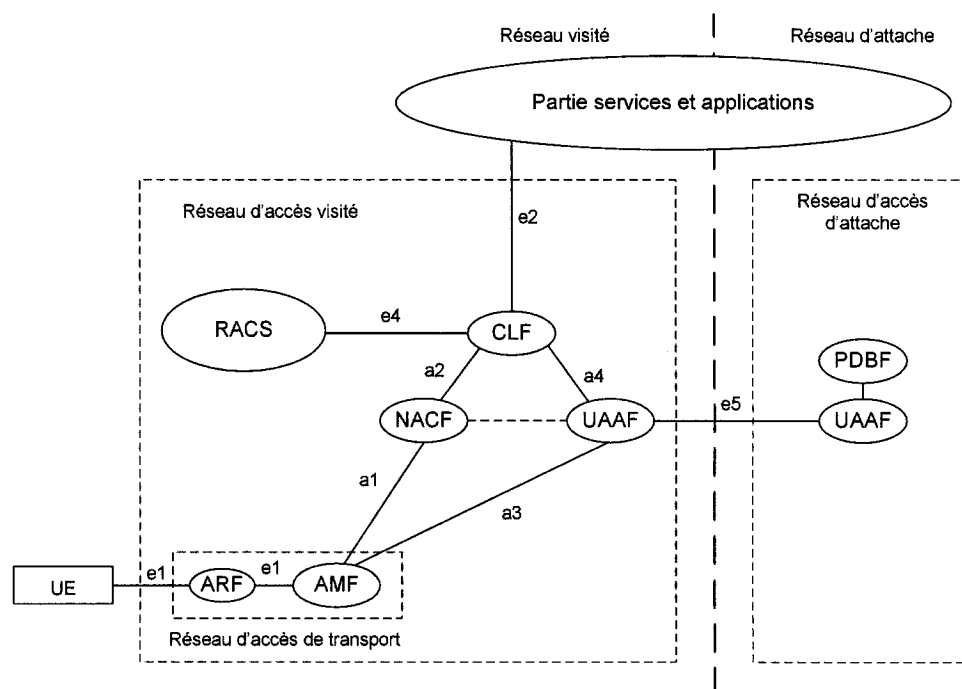 Réseau visité
Réseau d'attache
Partie services et applications
Réseau d'accès visité
Réseau d'accès
d'attache
e2
RACS
e4
CLF
PDBF
a2
a4
NACF
UAAF
e5
UAAF
a1
a3
UE
e1
ARF
e1
AMF
Réseau d'accès de transport